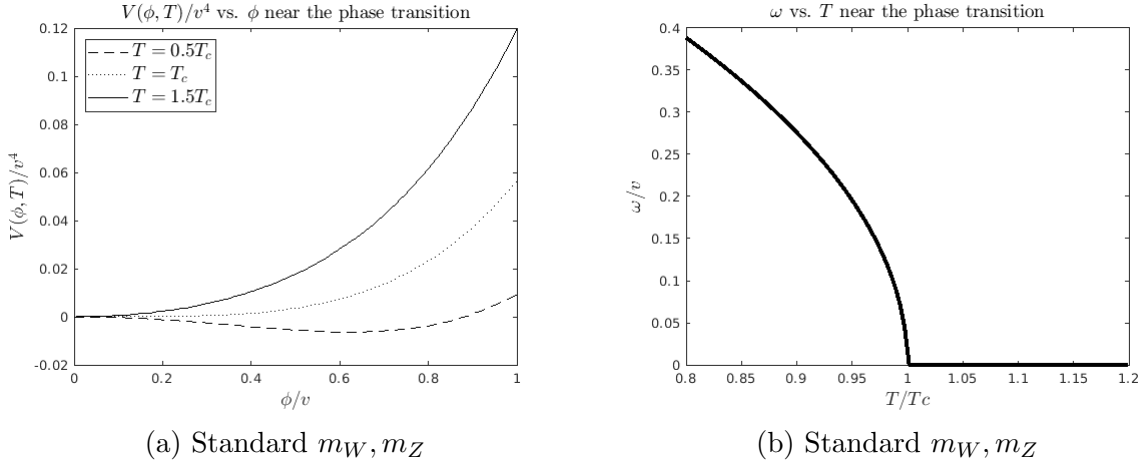 V(ϕ, T)/v⁴ vs. ϕ near the phase transition
0.12
0.1
0.08
0.06
0.04
0.02
0
-0.02
V(ϕ, T)/v⁴
T = 0.5T_c
T = T_c
T = 1.5T_c
0 0.2 0.4 0.6 0.8 1
ϕ/v
(a) Standard m_W, m_Z
ω vs. T near the phase transition
0.4
0.35
0.3
0.25
0.2
0.15
0.1
0.05
0
ω/v
0.8 0.85 0.9 0.95 1 1.05 1.1 1.15 1.2
T/Tc
(b) Standard m_W, m_Z